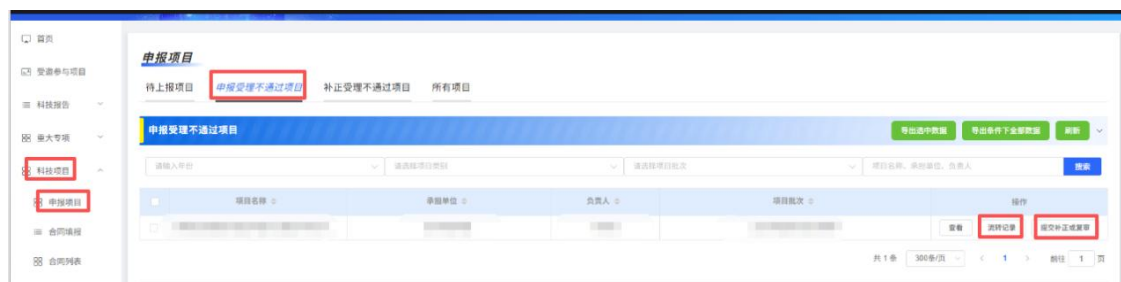 首页
受邀参与项目
科技报告
重大专项
科技项目
申报项目
合同填报
合同列表
申报项目
待上报项目 申报受理不通过项目 补正受理不通过项目 所有项目
申报受理不通过项目 导出选中数据 导出条件下全部数据 刷新
请输入年份 请选择项目类别 请选择项目批次 项目名称、承担单位、负责人 搜索
项目名称 承担单位 负责人 项目批次 操作
查看 流转记录 提交补正或复审
共 1 条 300条/页 1 前往 1 页